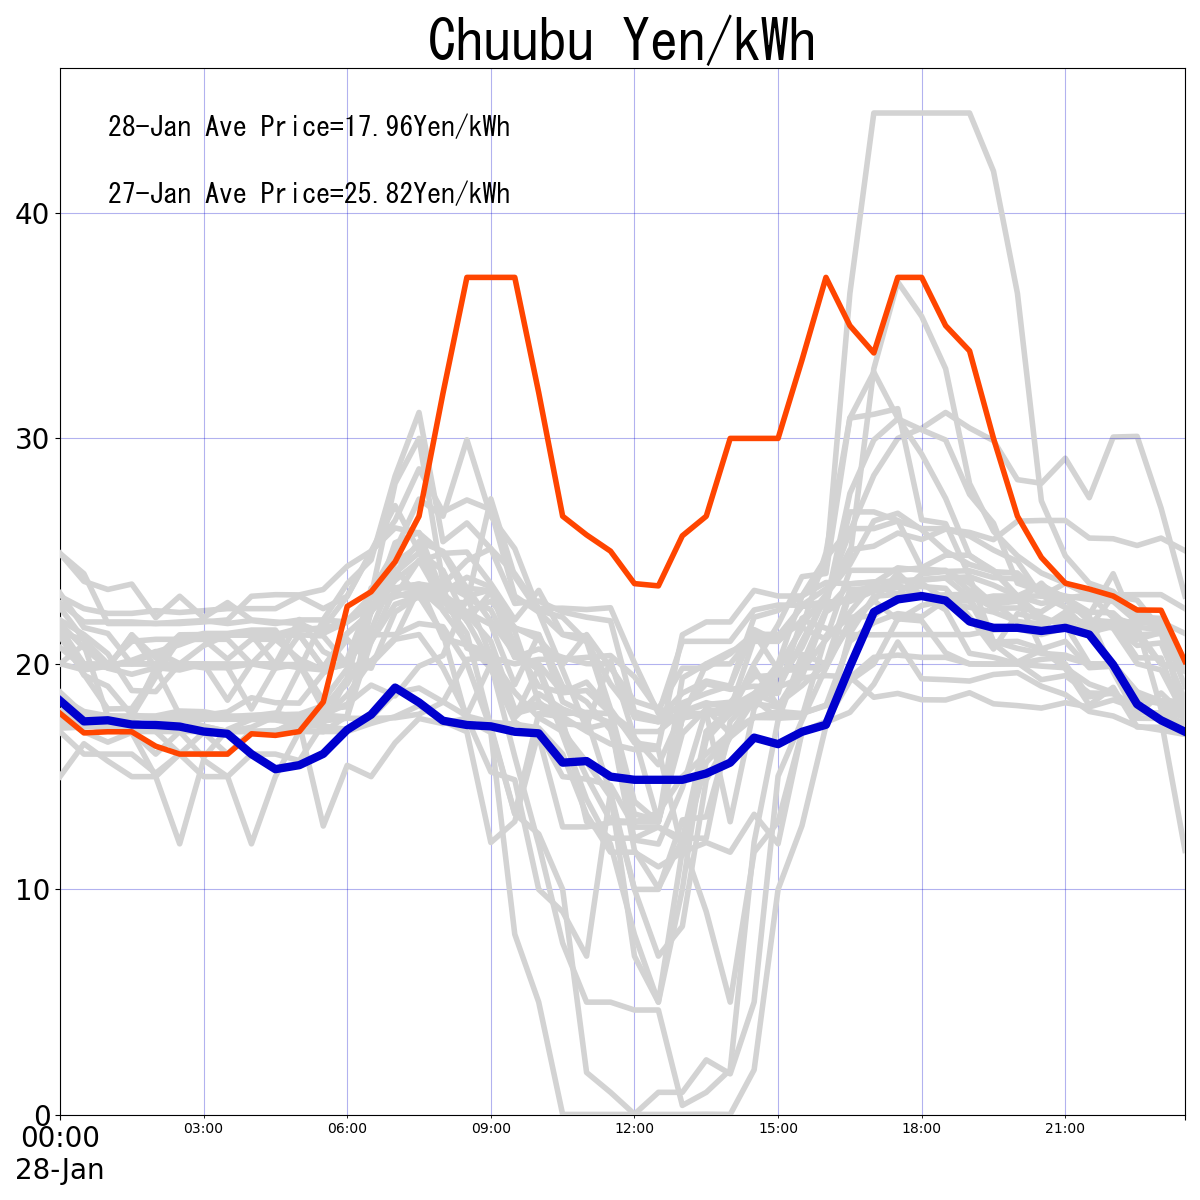 Chuubu Yen/kWh
28-Jan Ave Price=17.96Yen/kWh
27-Jan Ave Price=25.82Yen/kWh
40
30
20
10
0
00:00 03:00 06:00 09:00 12:00 15:00 18:00 21:00
28-Jan